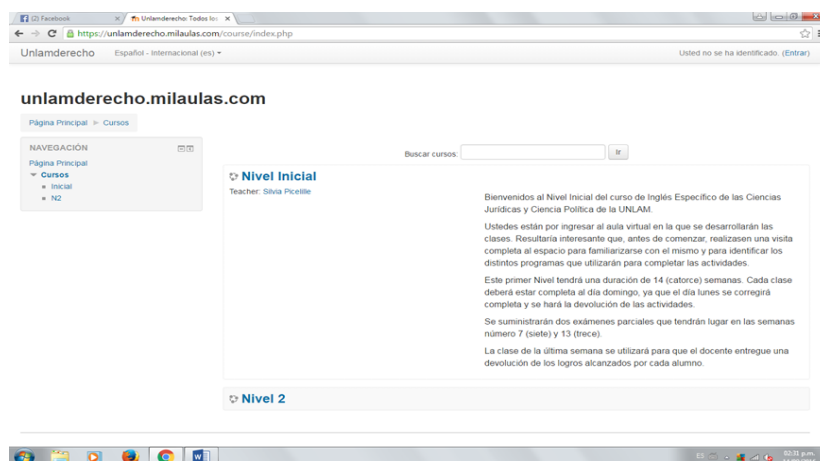 (2) Facebook
Unlamderecho: Todos los
https://unlamderecho.milaulas.com/course/index.php
Unlamderecho Español - Internacional (es) Usted no se ha identificado. (Entrar)
unlamderecho.milaulas.com
Página Principal Cursos
NAVEGACIÓN
Página Principal
Cursos
Inicial
N2
Buscar cursos: Ir
Nivel Inicial
Teacher: Silvia Picelille
Bienvenidos al Nivel Inicial del curso de Inglés Específico de las Ciencias
Jurídicas y Ciencia Política de la UNLAM.
Ustedes están por ingresar al aula virtual en la que se desarrollarán las
clases. Resultaría interesante que, antes de comenzar, realizasen una visita
completa al espacio para familiarizarse con el mismo y para identificar los
distintos programas que utilizarán para completar las actividades.
Este primer Nivel tendrá una duración de 14 (catorce) semanas. Cada clase
deberá estar completa al día domingo, ya que el día lunes se corregirá
completa y se hará la devolución de las actividades.
Se suministrarán dos exámenes parciales que tendrán lugar en las semanas
número 7 (siete) y 13 (trece).
La clase de la última semana se utilizará para que el docente entregue una
devolución de los logros alcanzados por cada alumno.
Nivel 2
ES 02:31 p.m.